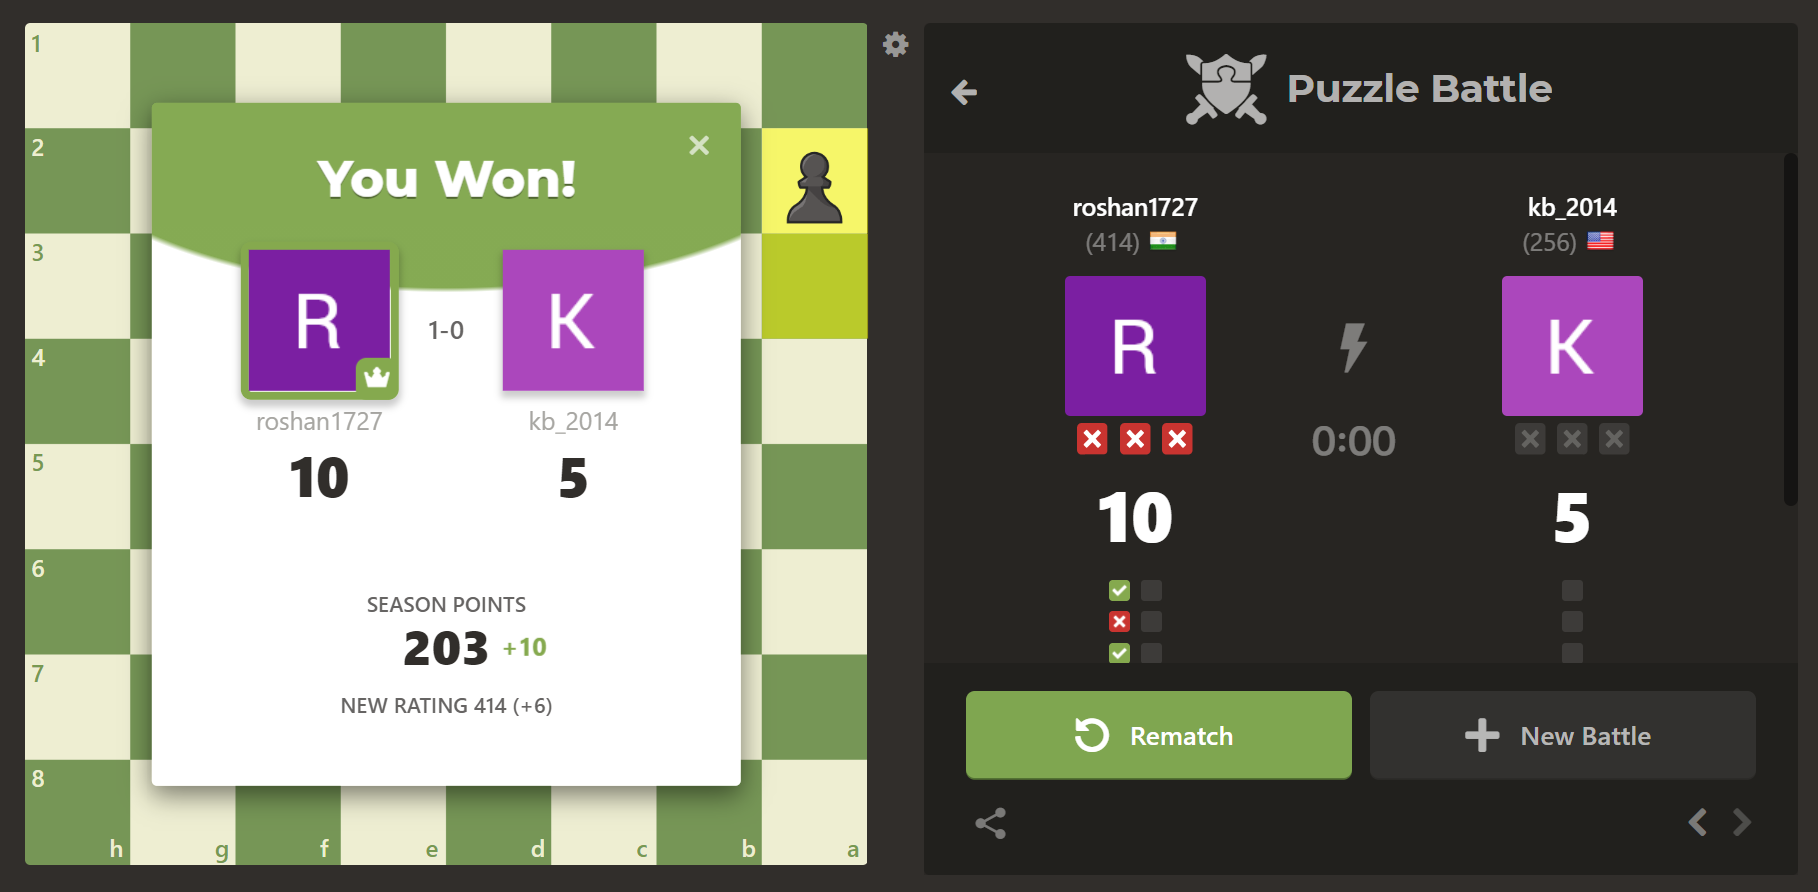 1
2
3
4
5
6
7
8
h g f e d c b a
You Won!
R
1-0
K
roshan1727
kb_2014
10
5
SEASON POINTS
203 +10
NEW RATING 414 (+6)
Puzzle Battle
roshan1727
(414)
kb_2014
(256)
R
K
0:00
10
5
Rematch
New Battle